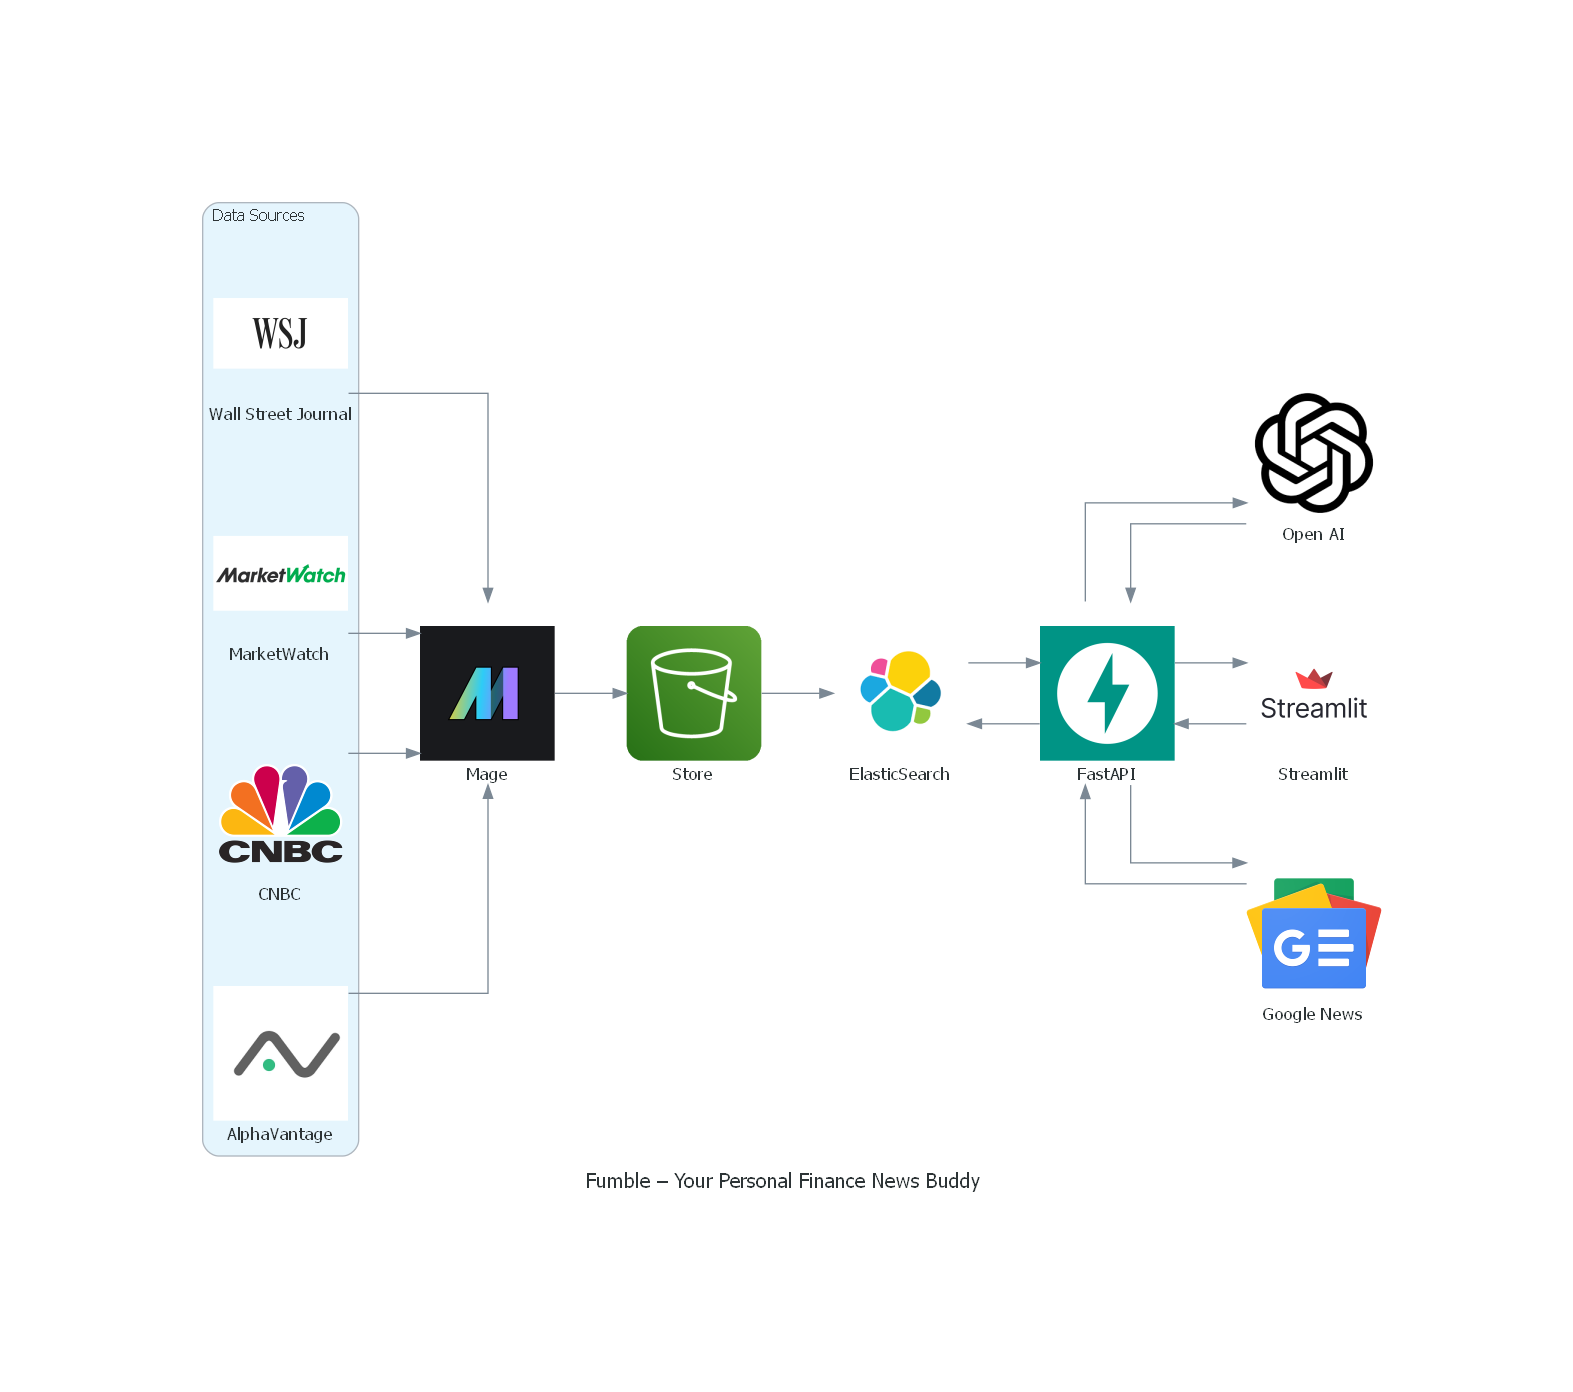 Data Sources
WSJ
Wall Street Journal
MarketWatch
MarketWatch
CNBC
CNBC
AlphaVantage
Mage
Store
ElasticSearch
FastAPI
Open AI
Streamlit
Streamlit
G
Google News
Fumble – Your Personal Finance News Buddy